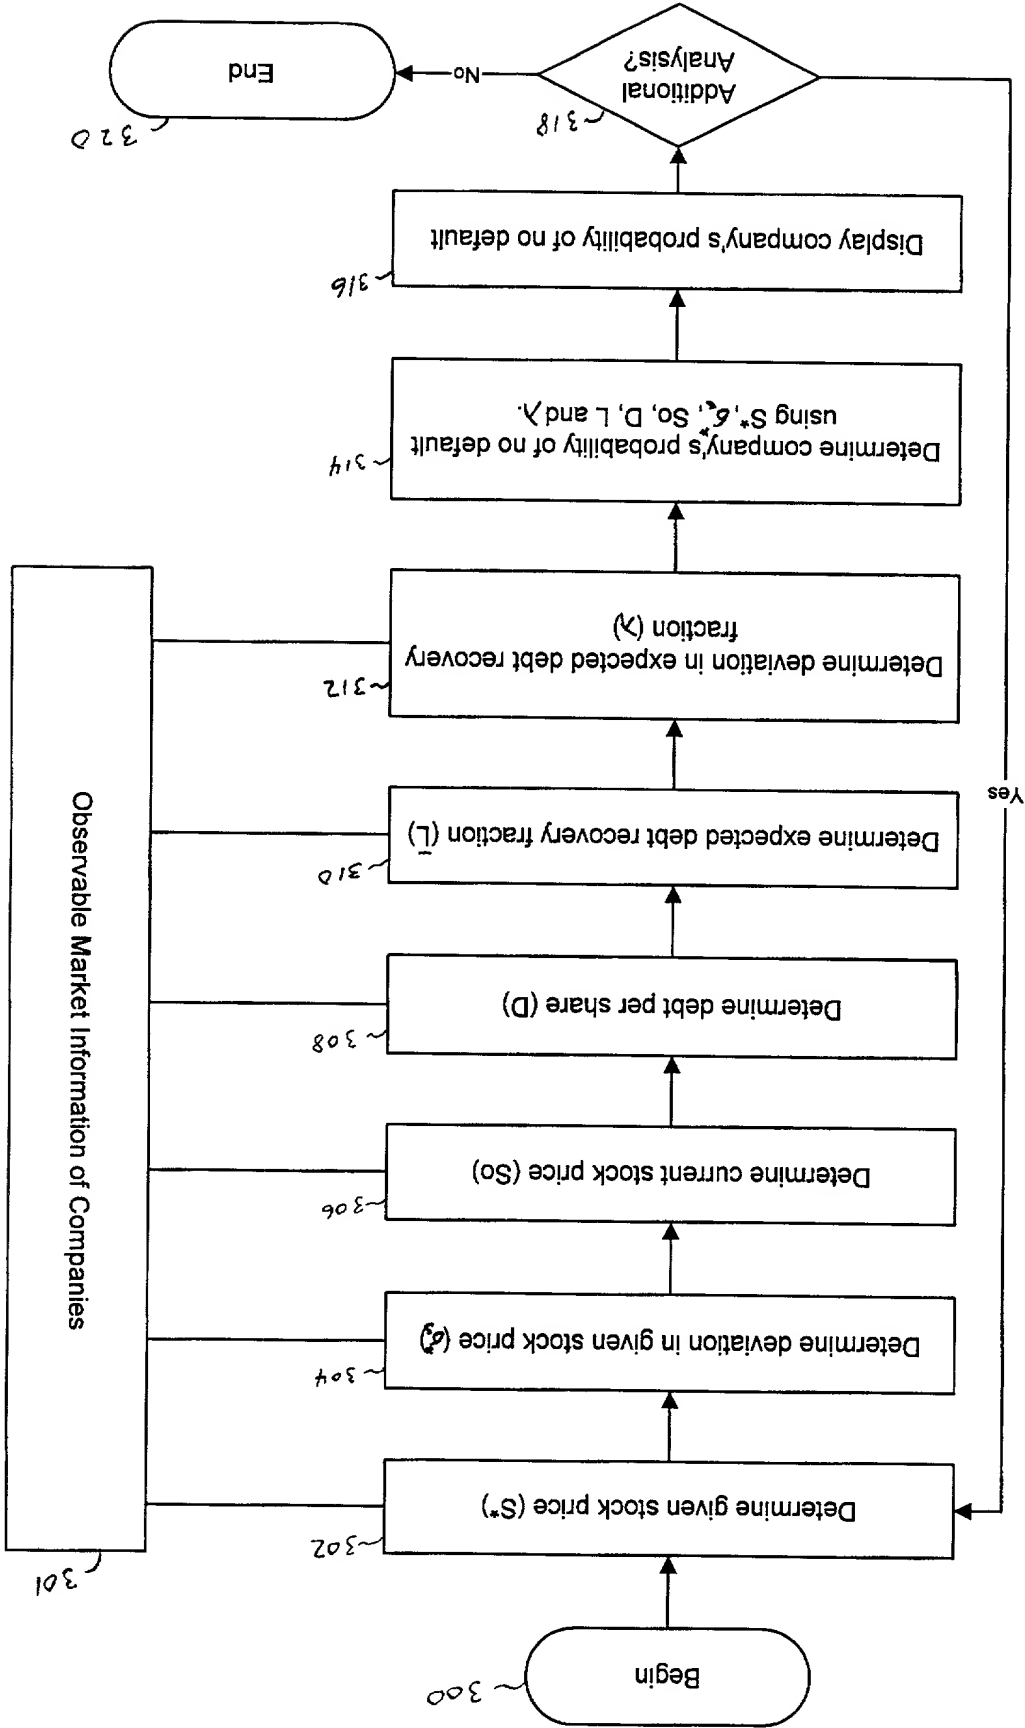 Begin
300
Determine given stock price (S*)
302
301
Determine deviation in given stock price (σ*s)
304
Determine current stock price (So)
306
Observable Market Information of Companies
Determine debt per share (D)
308
Determine expected debt recovery fraction (L̄)
310
Yes
Determine deviation in expected debt recovery
fraction (λ)
312
Determine company's probability of no default
using S*, σ*s, So, D, L and λ.
314
Display company's probability of no default
316
Additional
Analysis?
318
No
End
320